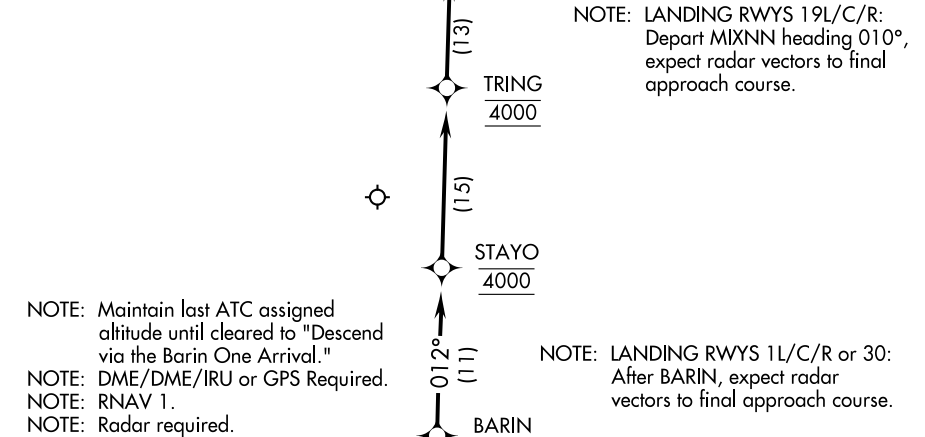 NOTE: LANDING RWYS 19L/C/R:
Depart MIXNN heading 010°,
expect radar vectors to final
approach course.
(13)
TRING
4000
(15)
STAYO
4000
NOTE: Maintain last ATC assigned
altitude until cleared to "Descend
via the Barin One Arrival."
NOTE: DME/DME/IRU or GPS Required.
NOTE: RNAV 1.
NOTE: Radar required.
012°
(11)
NOTE: LANDING RWYS 1L/C/R or 30:
After BARIN, expect radar
vectors to final approach course.
BARIN